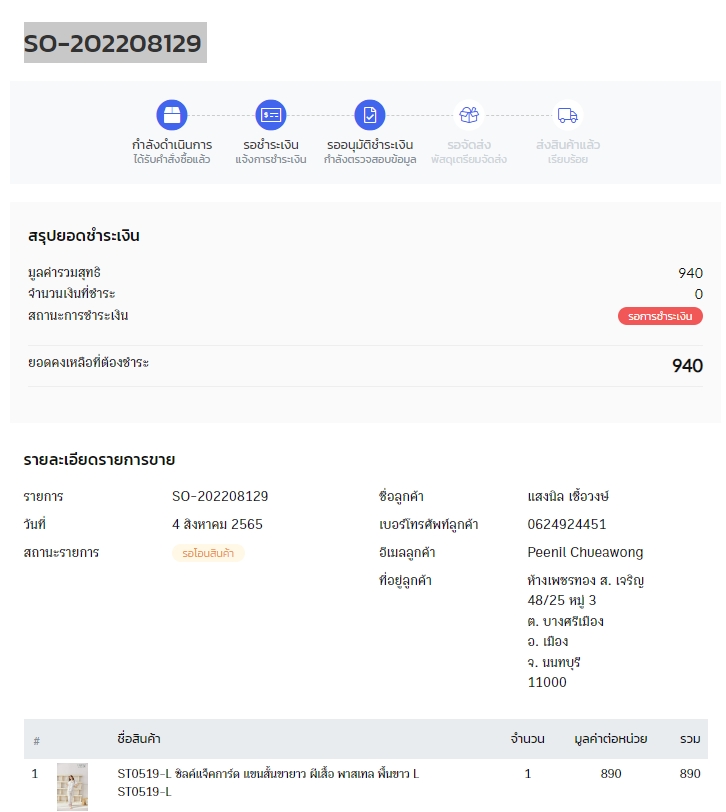 SO-202208129
กำลังดำเนินการ
ได้รับคำสั่งซื้อแล้ว
รอชำระเงิน
แจ้งการชำระเงิน
รออนุมัติชำระเงิน
กำลังตรวจสอบข้อมูล
รอจัดส่ง
พัสดุเตรียมจัดส่ง
ส่งสินค้าแล้ว
เรียบร้อย
สรุปยอดชำระเงิน
มูลค่ารวมสุทธิ 940
จำนวนเงินที่ชำระ 0
สถานะการชำระเงิน รอการชำระเงิน
ยอดคงเหลือที่ต้องชำระ 940
รายละเอียดรายการขาย
รายการ SO-202208129
วันที่ 4 สิงหาคม 2565
สถานะรายการ รอโอนสินค้า
ชื่อลูกค้า แสงนิล เชื้อวงษ์
เบอร์โทรศัพท์ลูกค้า 0624924451
อีเมลลูกค้า Peenil Chueawong
ที่อยู่ลูกค้า ห้างเพชรทอง ส. เจริญ
48/25 หมู่ 3
ต. บางศรีเมือง
อ. เมือง
จ. นนทบุรี
11000
# ชื่อสินค้า จำนวน มูลค่าต่อหน่วย รวม
1 ST0519-L ซิลค์แจ็คการ์ด แขนสั้นขายาว ผีเสื้อ พาสเทล พื้นขาว L 1 890 890
ST0519-L